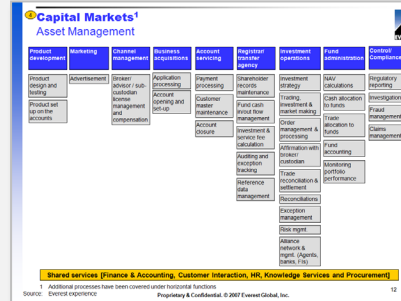 4 Capital Markets1
Asset Management
Product development
Marketing
Channel management
Business acquisitions
Account servicing
Registrar/ transfer agency
Investment operations
Fund administration
Control/ Compliance
Product design and testing
Product set up on the accounts
Advertisement
Broker/ advisor / sub-custodian license management and compensation
Application processing
Account opening and set-up
Payment processing
Customer master maintenance
Account closure
Shareholder records maintenance
Fund cash in/out flow management
Investment & service fee calculation
Auditing and exception tracking
Reference data management
Investment strategy
Trading, investment & market making
Order management & processing
Affirmation with broker/ custodian
Trade reconciliation & settlement
Reconciliations
Exception management
Risk mgmt
Alliance network & mgmt. (Agents, banks, FIs)
NAV calculations
Cash allocation to funds
Trade allocation to funds
Fund accounting
Monitoring portfolio performance
Regulatory reporting
Investigation
Fraud management
Claims management
Shared services [Finance & Accounting, Customer Interaction, HR, Knowledge Services and Procurement]
1 Additional processes have been covered under horizontal functions
Source: Everest experience
Proprietary & Confidential. © 2007 Everest Global, Inc.
12